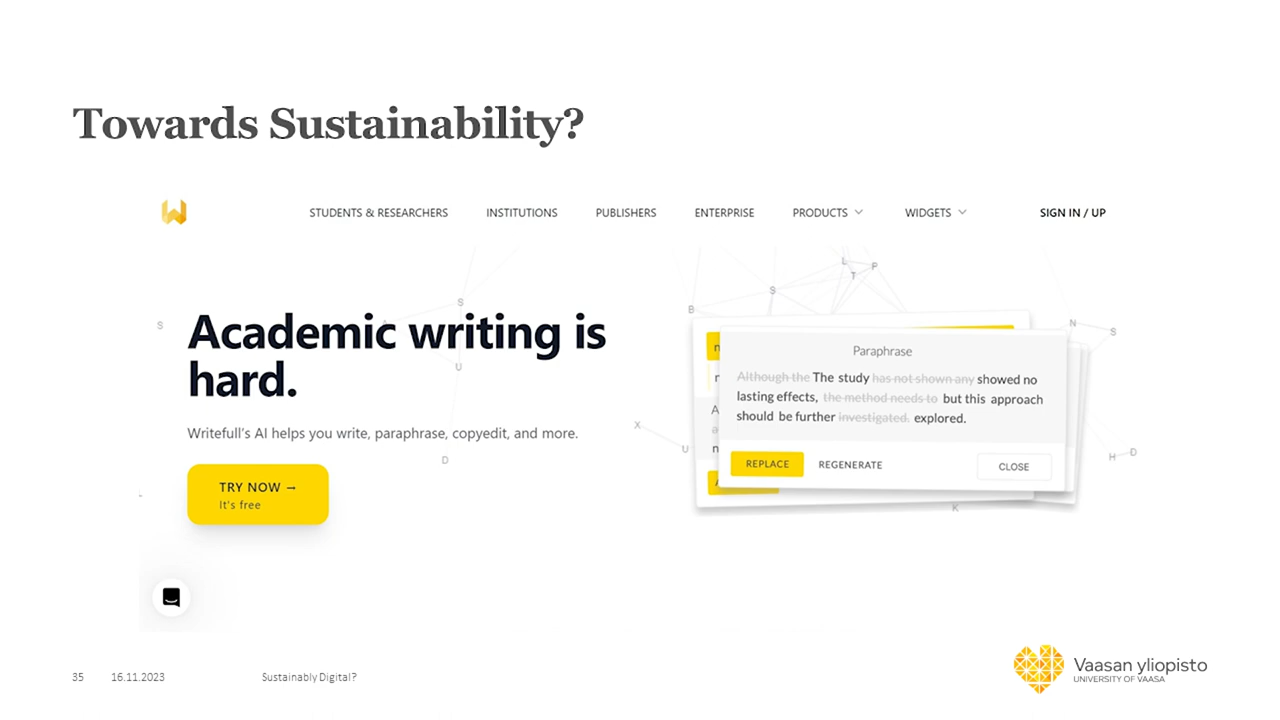 Towards Sustainability?
STUDENTS & RESEARCHERS INSTITUTIONS PUBLISHERS ENTERPRISE PRODUCTS WIDGETS SIGN IN / UP
L P
T
S
S
B
S
N
S
Academic writing is
hard.
U
Paraphrase
Although the The study has not shown any showed no
lasting effects, the method needs to but this approach
should be further investigated. explored.
X
U
Writefull's AI helps you write, paraphrase, copyedit, and more.
D
H D
REPLACE REGENERATE CLOSE
TRY NOW →
It's free
K
35 16.11.2023 Sustainably Digital?
Vaasan yliopisto
UNIVERSITY OF VAASA